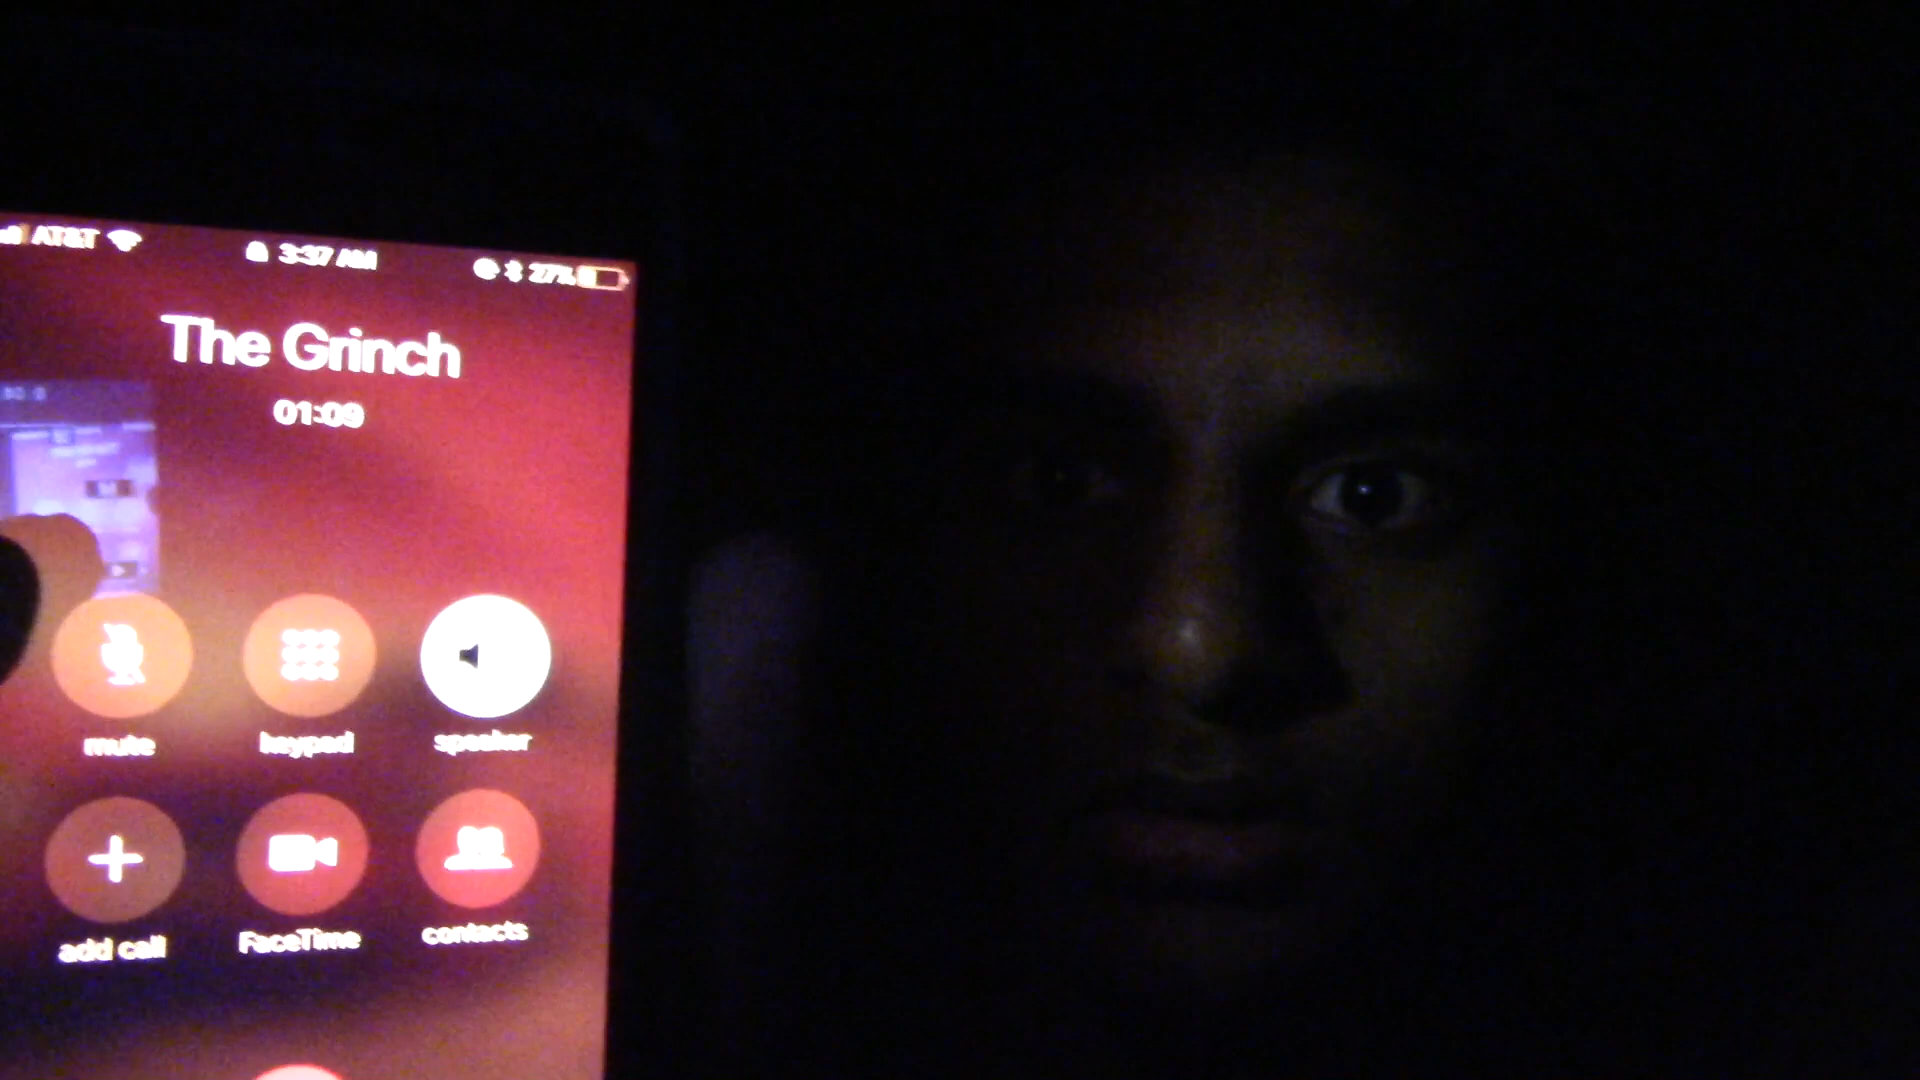 AT&T 3:37 AM 27%
The Grinch
01:09
mute keypad speaker
add call FaceTime contacts